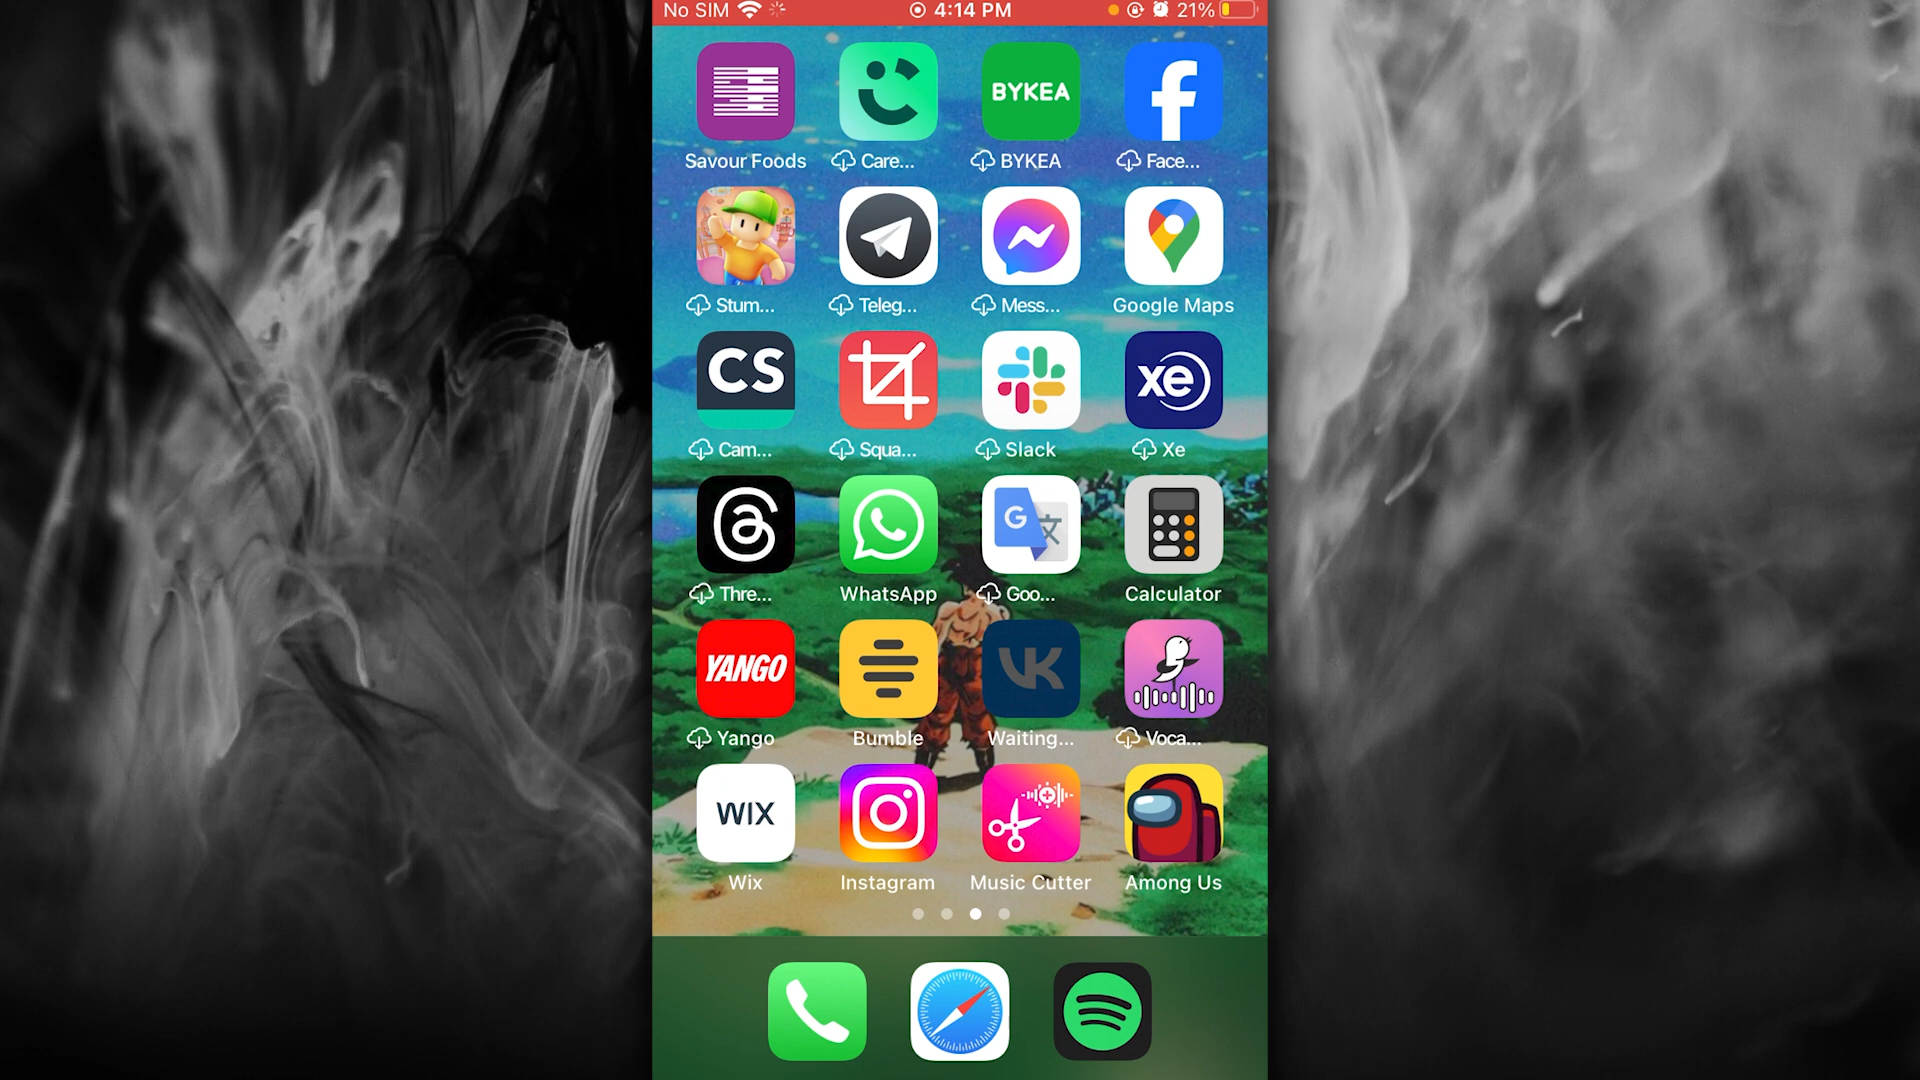 No SIM 4:14 PM 21%
BYKEA
Savour Foods Care... BYKEA Face...
Stum... Teleg... Mess... Google Maps
CS xe
Cam... Squa... Slack Xe
G 文
Thre... WhatsApp Goo... Calculator
YANGO VK
Yango Bumble Waiting... Voca...
WIX
Wix Instagram Music Cutter Among Us